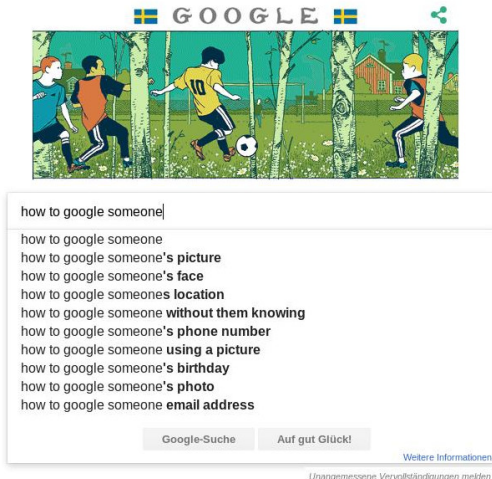 GOOGLE
10
how to google someone
how to google someone
how to google someone's picture
how to google someone's face
how to google someones location
how to google someone without them knowing
how to google someone's phone number
how to google someone using a picture
how to google someone's birthday
how to google someone's photo
how to google someone email address
Google-Suche Auf gut Glück!
Weitere Informationen
Unangemessene Vervollständigungen melden